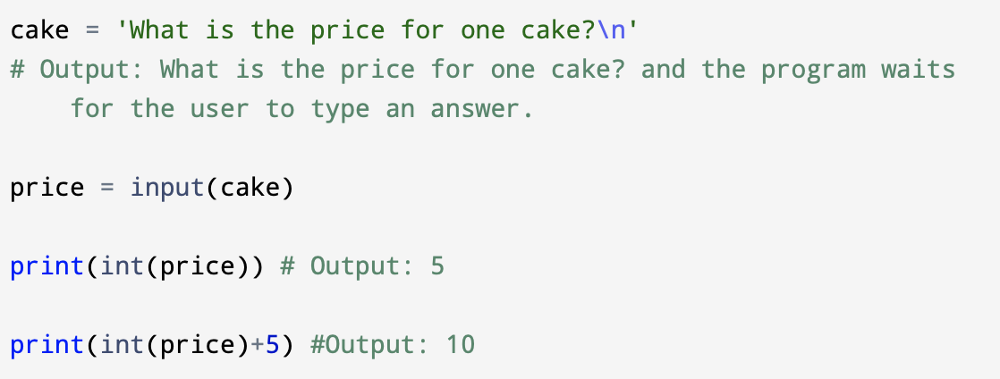 cake = 'What is the price for one cake?\n'
# Output: What is the price for one cake? and the program waits
for the user to type an answer.
price = input(cake)
print(int(price)) # Output: 5
print(int(price)+5) #Output: 10